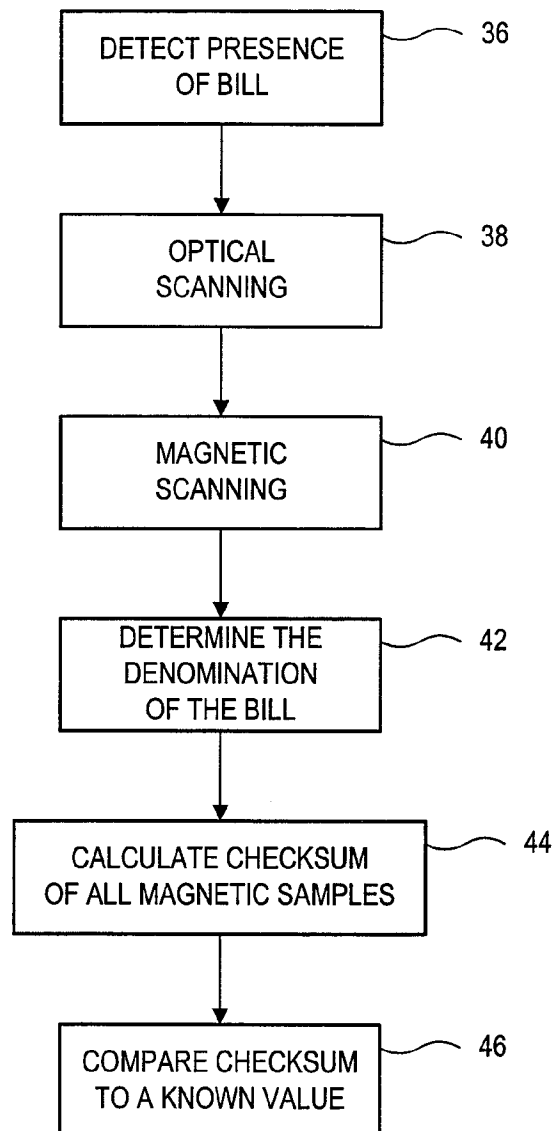 DETECT PRESENCE
OF BILL
36
OPTICAL
SCANNING
38
MAGNETIC
SCANNING
40
DETERMINE THE
DENOMINATION
OF THE BILL
42
CALCULATE CHECKSUM
OF ALL MAGNETIC SAMPLES
44
COMPARE CHECKSUM
TO A KNOWN VALUE
46